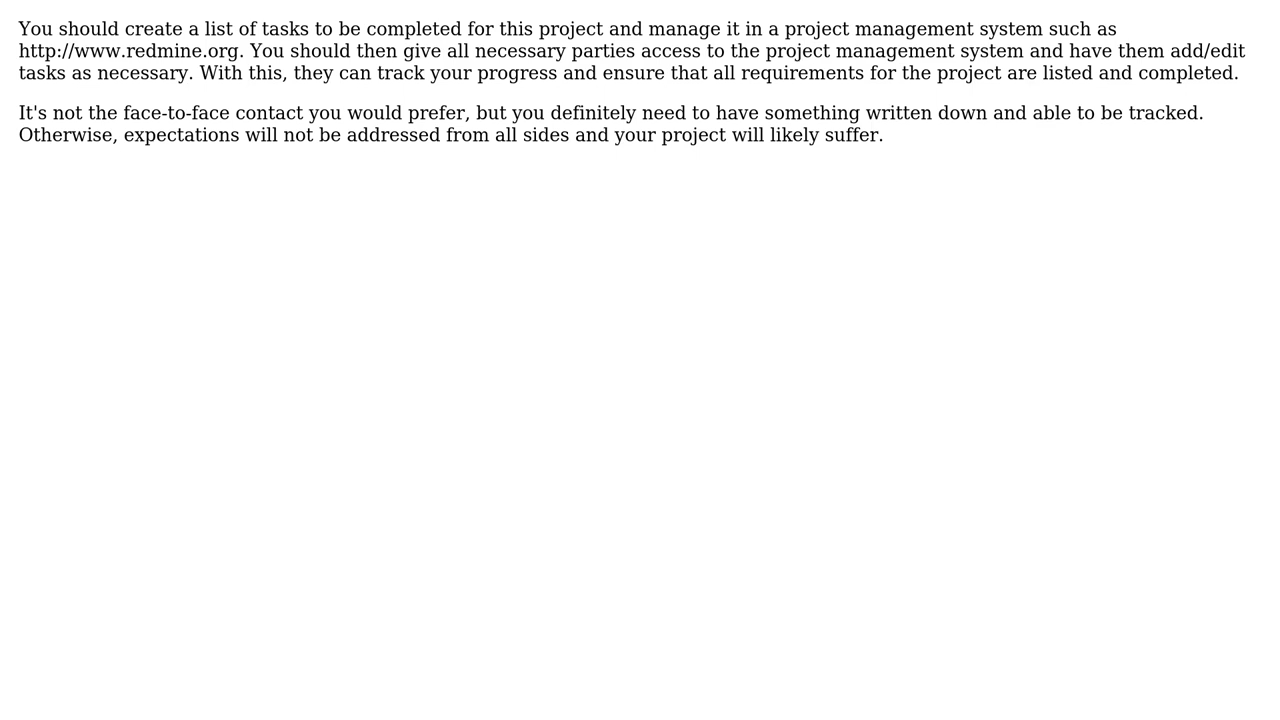 You should create a list of tasks to be completed for this project and manage it in a project management system such as
http://www.redmine.org. You should then give all necessary parties access to the project management system and have them add/edit
tasks as necessary. With this, they can track your progress and ensure that all requirements for the project are listed and completed.
It's not the face-to-face contact you would prefer, but you definitely need to have something written down and able to be tracked.
Otherwise, expectations will not be addressed from all sides and your project will likely suffer.